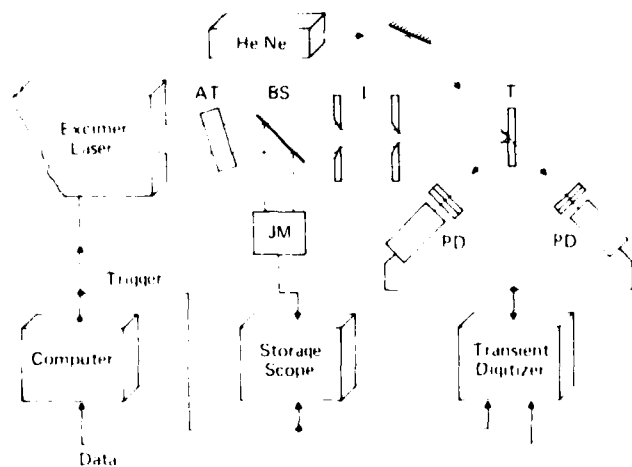 He Ne
AT
BS
I
T
Excimer
Laser
JM
PD
PD
Trigger
Computer
Storage
Scope
Transient
Digitizer
Data